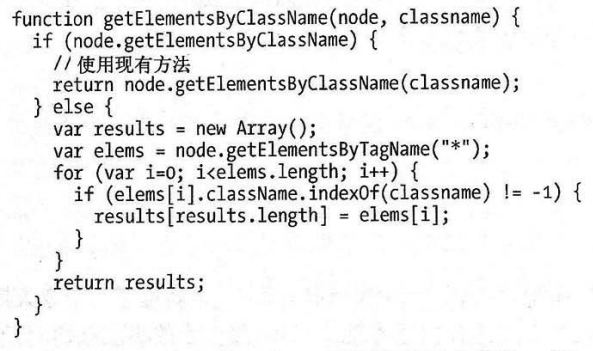 function getElementsByClassName(node, classname) {
  if (node.getElementsByClassName) {
    // 使用现有方法
    return node.getElementsByClassName(classname);
  } else {
    var results = new Array();
    var elems = node.getElementsByTagName("*");
    for (var i=0; i<elems.length; i++) {
      if (elems[i].className.indexOf(classname) != -1) {
        results[results.length] = elems[i];
      }
    }
    return results;
  }
}